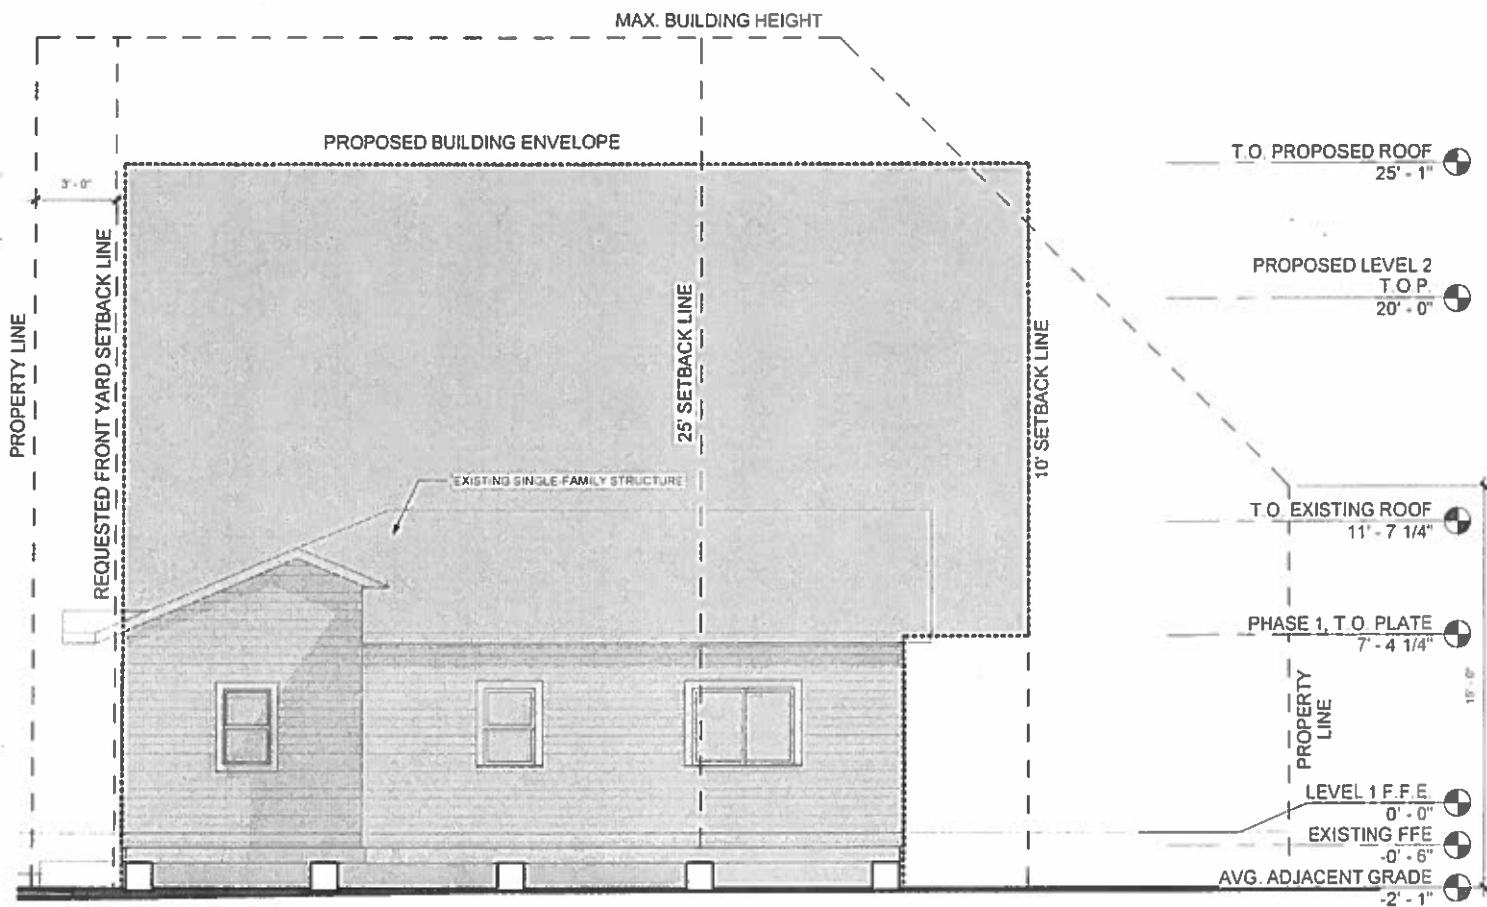 MAX. BUILDING HEIGHT
PROPOSED BUILDING ENVELOPE
3'-0"
PROPERTY LINE
REQUESTED FRONT YARD SETBACK LINE
25' SETBACK LINE
10' SETBACK LINE
EXISTING SINGLE-FAMILY STRUCTURE
T.O. PROPOSED ROOF
25' - 1"
PROPOSED LEVEL 2
T.O.P.
20' - 0"
T.O. EXISTING ROOF
11' - 7 1/4"
PHASE 1, T.O. PLATE
7' - 4 1/4"
PROPERTY
LINE
15'-0"
LEVEL 1 F.F.E.
0' - 0"
EXISTING FFE
-0' - 6"
AVG. ADJACENT GRADE
-2' - 1"